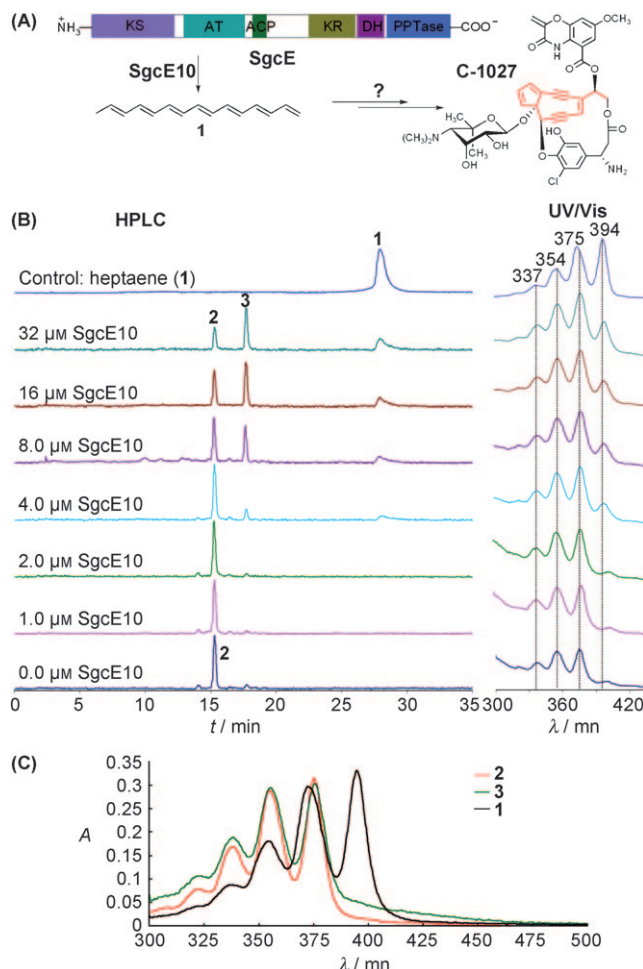 (A)
+
NH₃
KS
AT
ACP
KR
DH
PPTase
COO⁻
SgcE10
SgcE
C-1027
1
?
O
OMe
N
H
O
O
O
O
O
O
(CH₃)₂N
CH₃
CH₃
O
OH
OH
HO
O
Cl
NH₂
(B)
HPLC
UV/Vis
1
337
354
375
394
Control: heptaene (1)
2
3
32 μM SgcE10
16 μM SgcE10
8.0 μM SgcE10
4.0 μM SgcE10
2.0 μM SgcE10
1.0 μM SgcE10
2
0.0 μM SgcE10
0 5 10 15 20 25 30 35
t / min
300 360 420
λ / mn
(C)
0.35
0.3
0.25
0.2
0.15
0.1
0.05
0
A
2
3
1
300 325 350 375 400 425 450 475 500
λ / mn